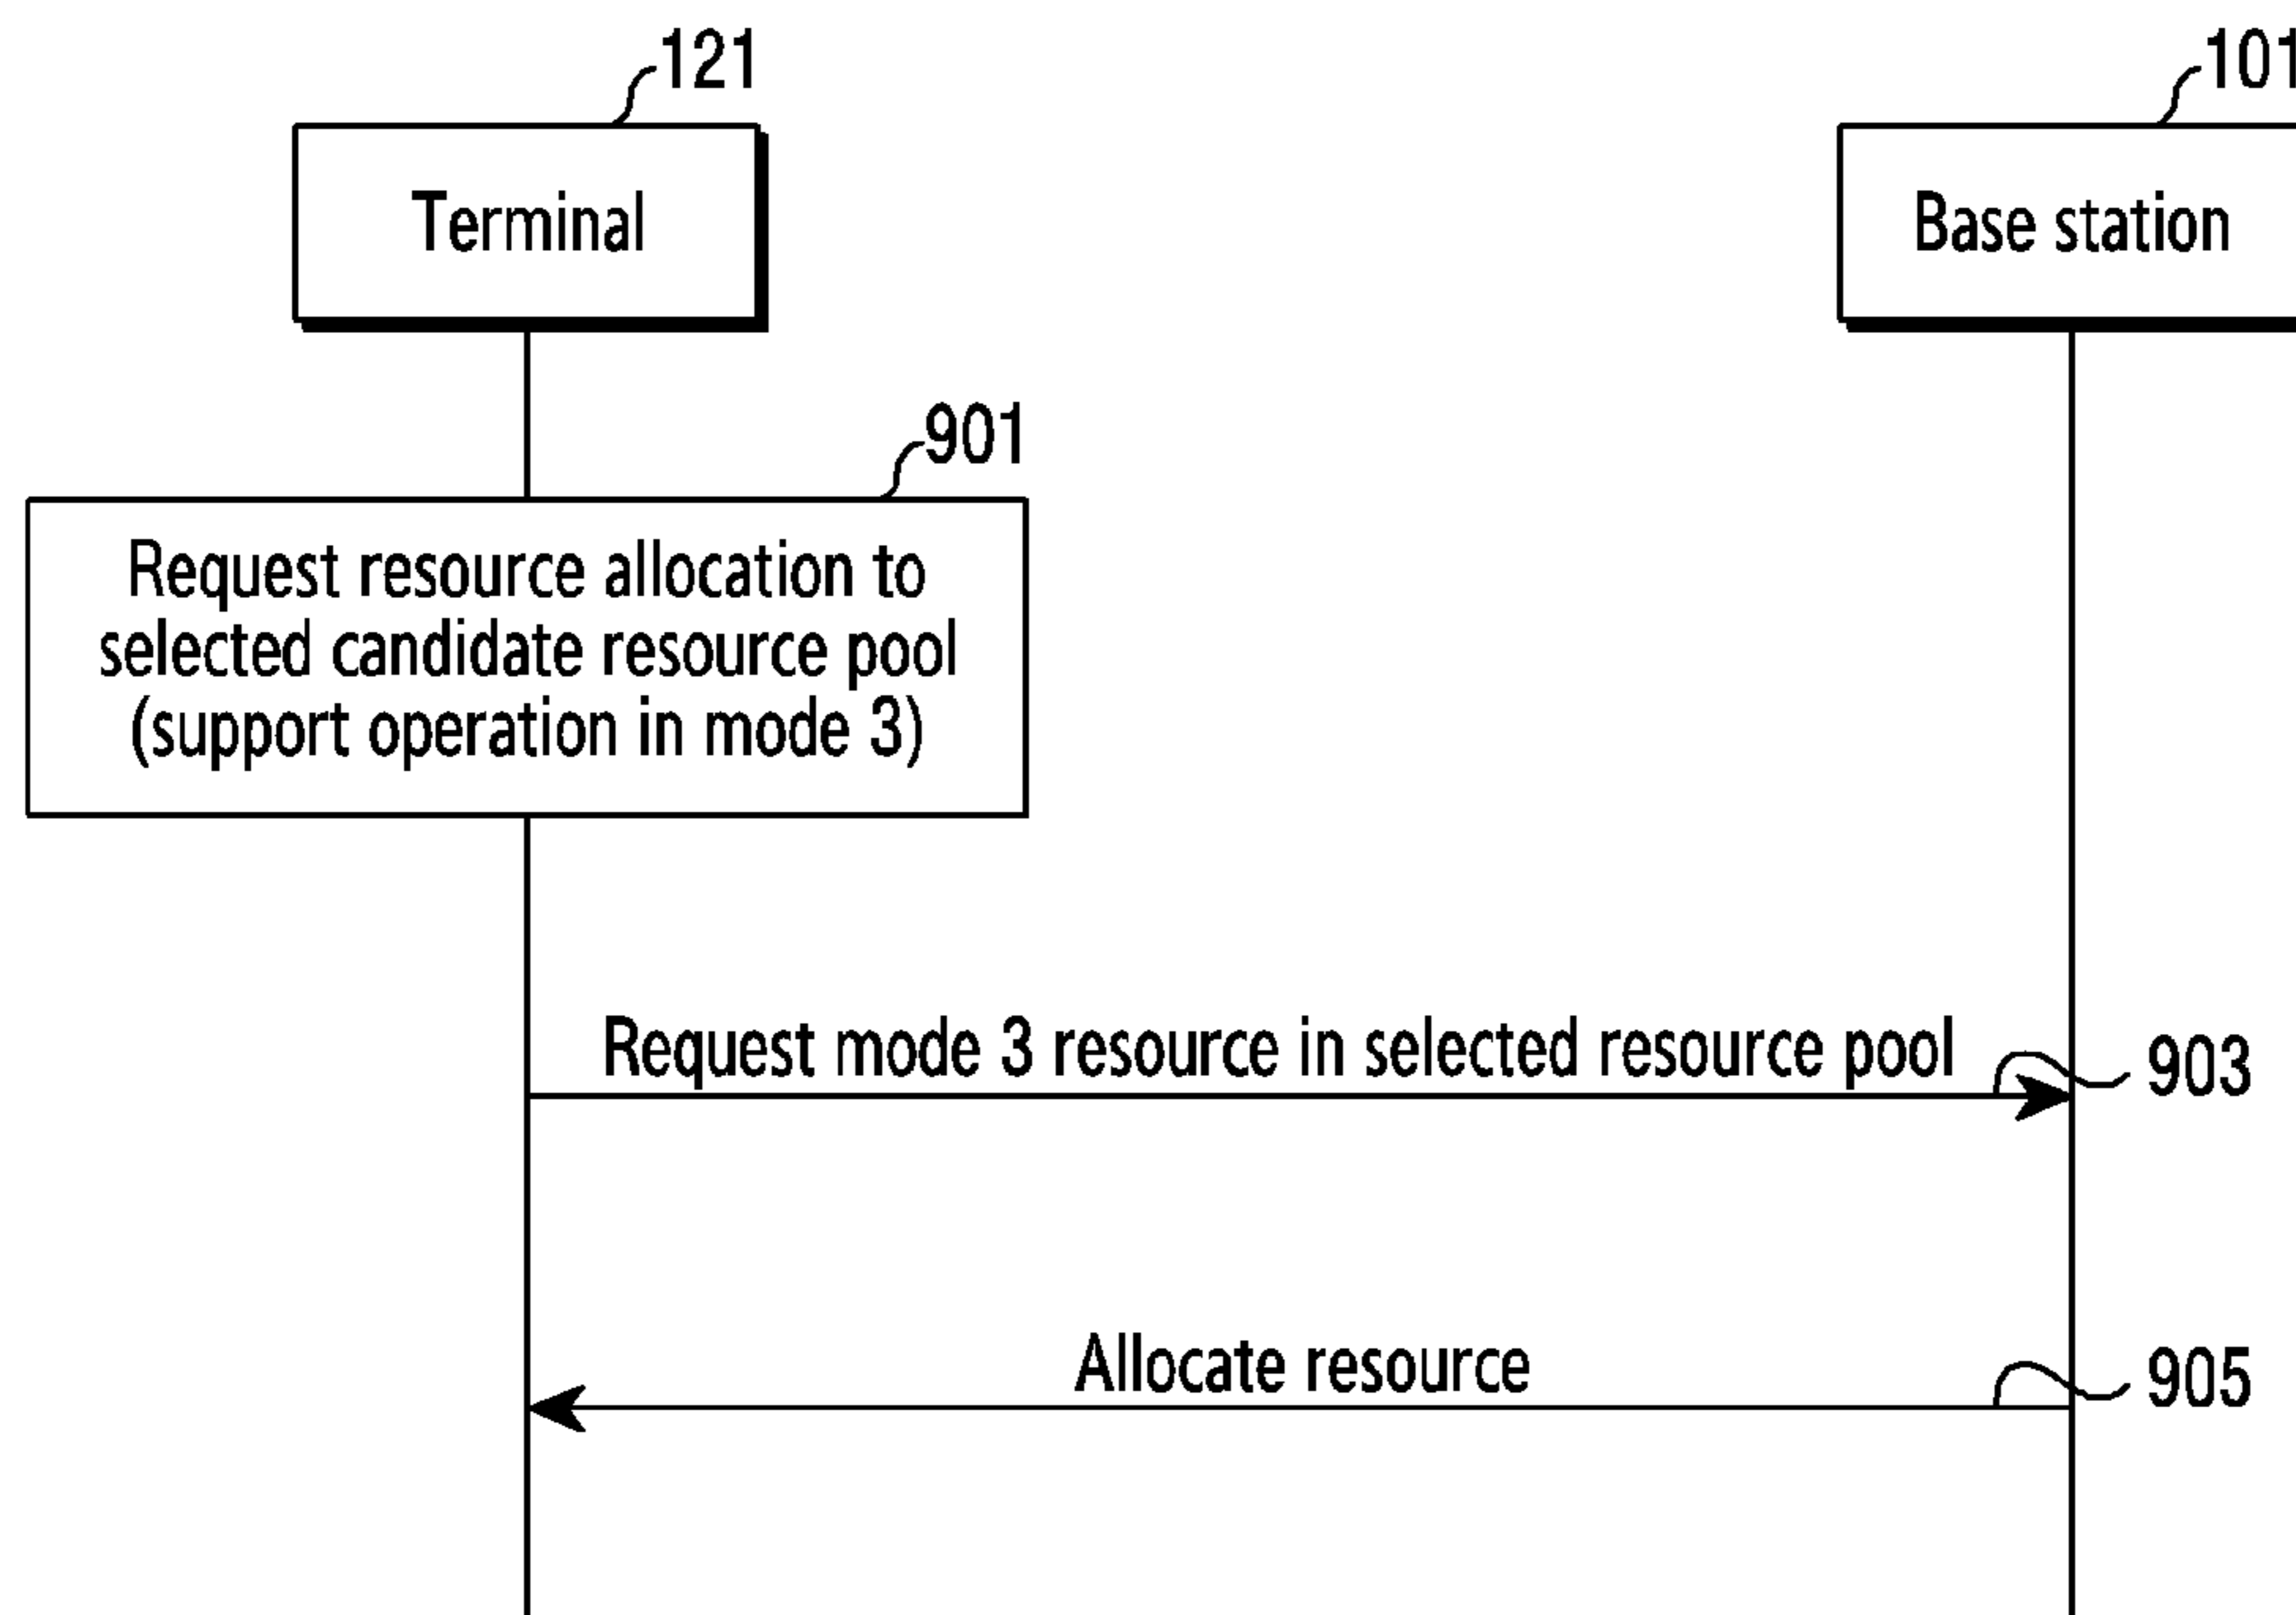 121
101
Terminal
Base station
901
Request resource allocation to
selected candidate resource pool
(support operation in mode 3)
Request mode 3 resource in selected resource pool
903
Allocate resource
905